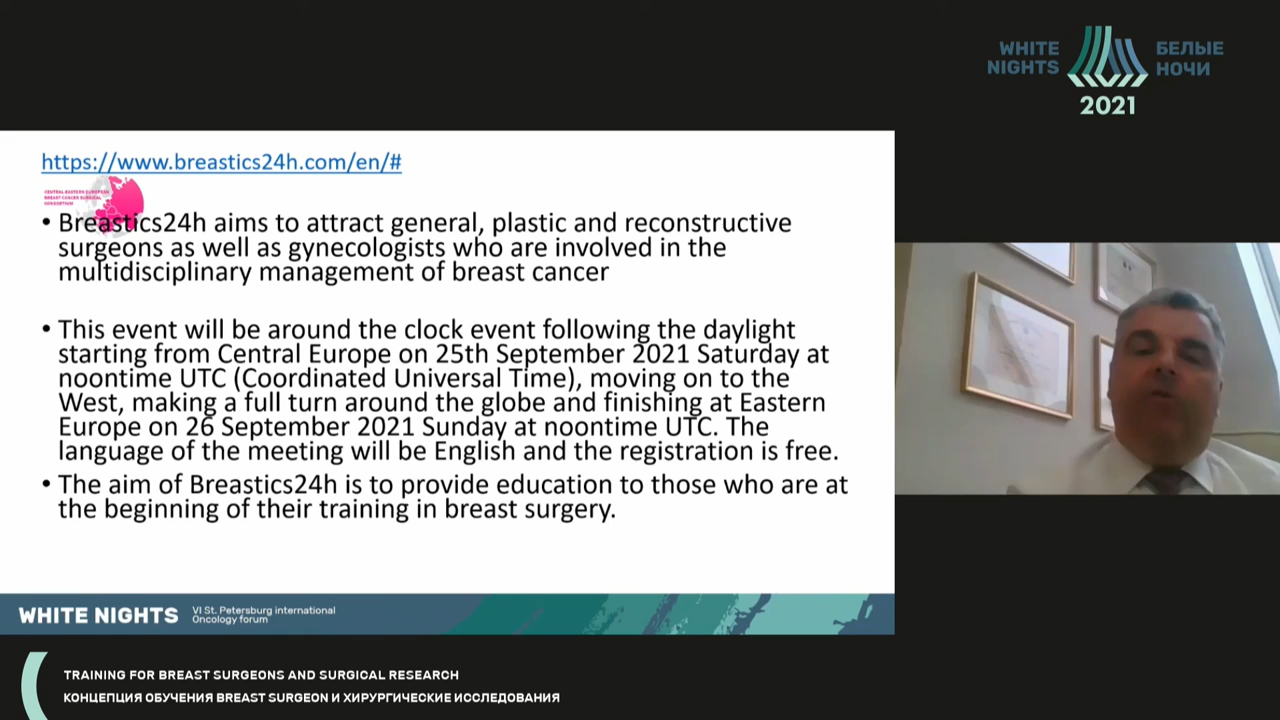 WHITE NIGHTS
БЕЛЫЕ НОЧИ
2021
https://www.breastics24h.com/en/#
CENTRAL-EASTERN EUROPEAN
BREAST CANCER SURGICAL
CONSORTIUM
• Breastics24h aims to attract general, plastic and reconstructive
surgeons as well as gynecologists who are involved in the
multidisciplinary management of breast cancer
• This event will be around the clock event following the daylight
starting from Central Europe on 25th September 2021 Saturday at
noontime UTC (Coordinated Universal Time), moving on to the
West, making a full turn around the globe and finishing at Eastern
Europe on 26 September 2021 Sunday at noontime UTC. The
language of the meeting will be English and the registration is free.
• The aim of Breastics24h is to provide education to those who are at
the beginning of their training in breast surgery.
WHITE NIGHTS
VI St. Petersburg international
Oncology forum
TRAINING FOR BREAST SURGEONS AND SURGICAL RESEARCH
КОНЦЕПЦИЯ ОБУЧЕНИЯ BREAST SURGEON И ХИРУРГИЧЕСКИЕ ИССЛЕДОВАНИЯ